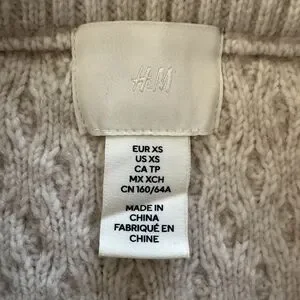 H&M
EUR XS
US XS
CA TP
MX XCH
CN 160/64A
MADE IN
CHINA
FABRIQUÉ EN
CHINE